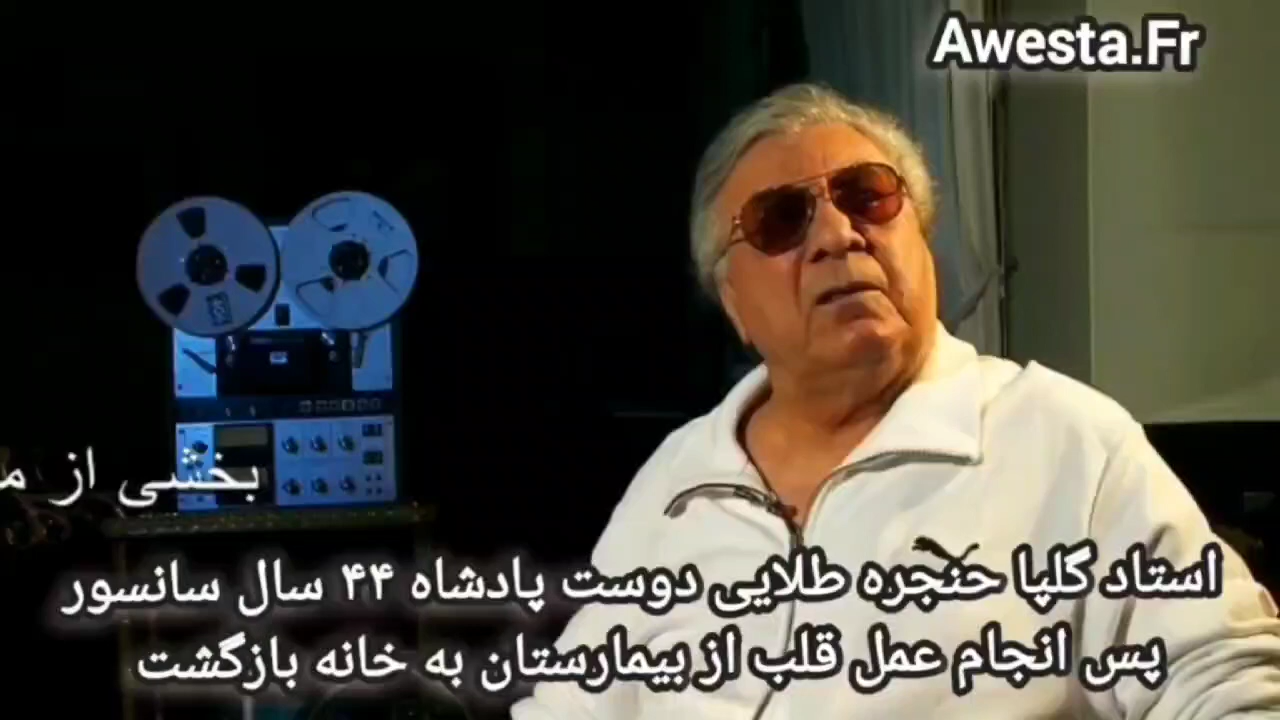 Awesta.Fr
بخشی از م
استاد گلپا حنجره طلایی دوست پادشاه ۴۴ سال سانسور
پس انجام عمل قلب از بیمارستان به خانه بازگشت